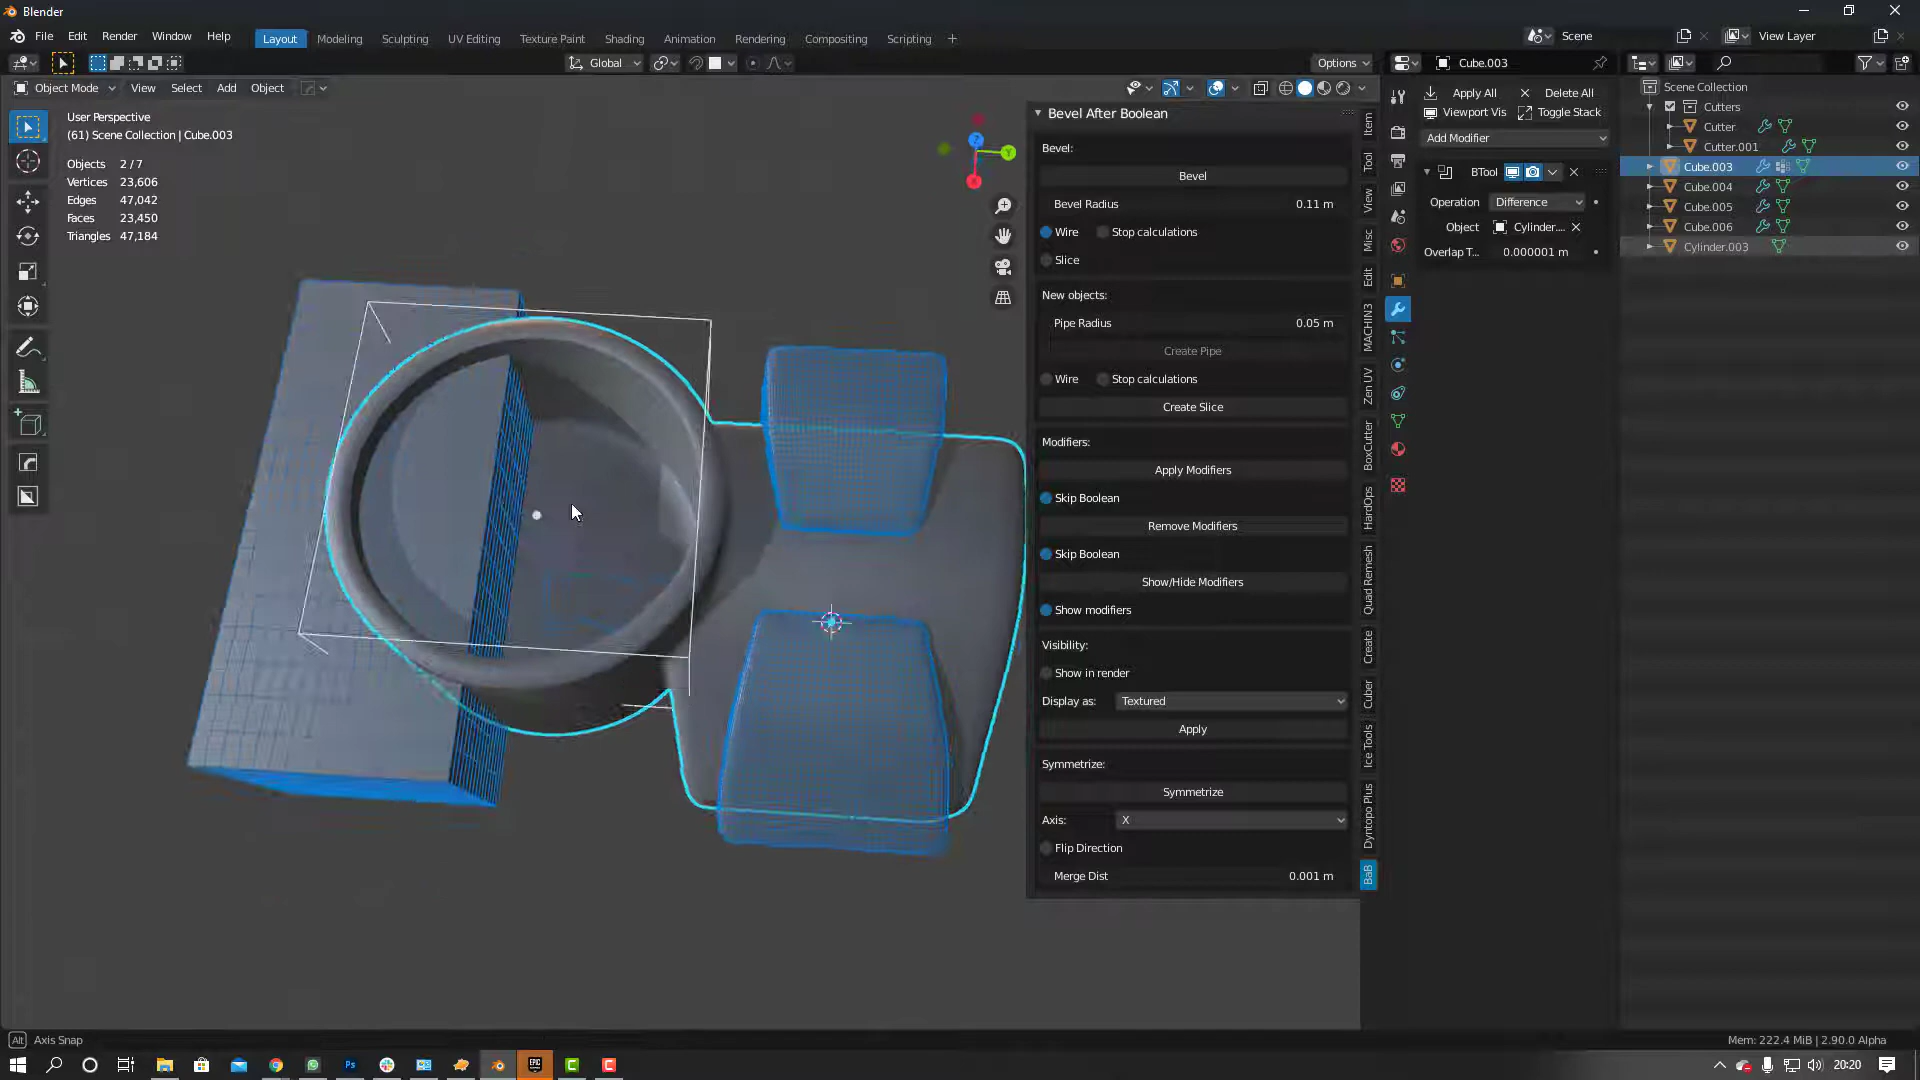 Blender
File Edit Render Window Help
Layout Modeling Sculpting UV Editing Texture Paint Shading Animation Rendering Compositing Scripting +
Scene View Layer
Global Options Cube.003
Object Mode View Select Add Object
Scene Collection
User Perspective
(61) Scene Collection | Cube.003
Objects 2 / 7
Vertices 23,606
Edges 47,042
Faces 23,450
Triangles 47,184
Y
Z
Bevel After Boolean
Bevel:
Bevel
Bevel Radius 0.11 m
Wire Stop calculations
Slice
New objects:
Pipe Radius 0.05 m
Create Pipe
Wire Stop calculations
Create Slice
Modifiers:
Apply Modifiers
Skip Boolean
Remove Modifiers
Skip Boolean
Show/Hide Modifiers
Show modifiers
Visibility:
Show in render
Display as: Textured
Apply
Symmetrize:
Symmetrize
Axis: X
Flip Direction
Merge Dist 0.001 m
Item
Tool
View
Misc
Edit
MACHIN3
Zen UV
BoxCutter
HardOps
Quad Remesh
Create
Cuber
Ice Tools
Dyntopo Plus
BaB
Apply All Delete All
Viewport Vis Toggle Stack
Add Modifier
BTool
Operation Difference
Object Cylinder....
Overlap T... 0.000001 m
Cutters
Cutter
Cutter.001
Cube.003
Cube.004
Cube.005
Cube.006
Cylinder.003
Alt Axis Snap
Mem: 222.4 MiB | 2.90.0 Alpha
Ps
EPIC
C
C
20:20